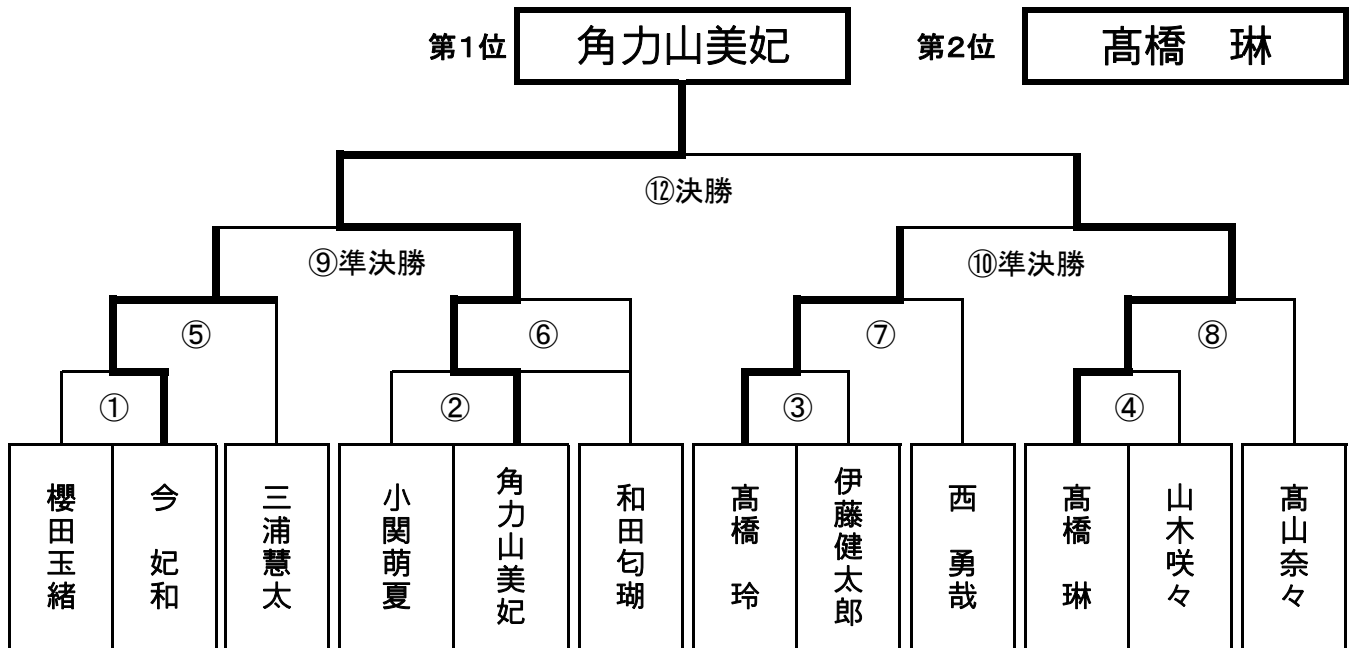 第1位 角力山美妃 第2位 髙橋 琳
⑫決勝
⑨準決勝 ⑩準決勝
⑤ ⑥ ⑦ ⑧
① ② ③ ④
櫻田玉緒
今 妃和
三浦慧太
小関萌夏
角力山美妃
和田匂瑚
髙橋 玲
伊藤健太郎
西 勇哉
髙橋 琳
山木咲々
髙山奈々